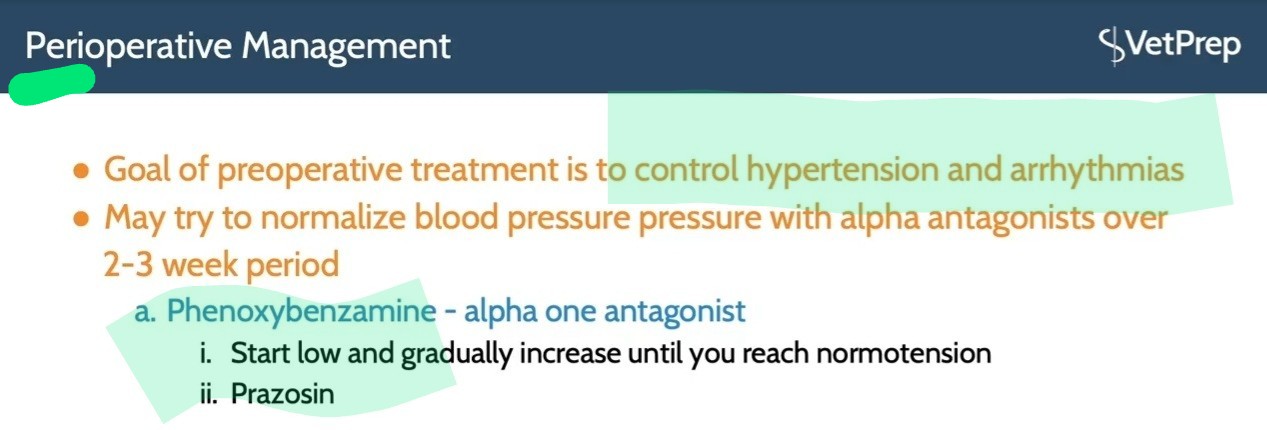 Perioperative Management
VetPrep
● Goal of preoperative treatment is to control hypertension and arrhythmias
● May try to normalize blood pressure pressure with alpha antagonists over
2-3 week period
a. Phenoxybenzamine - alpha one antagonist
i. Start low and gradually increase until you reach normotension
ii. Prazosin